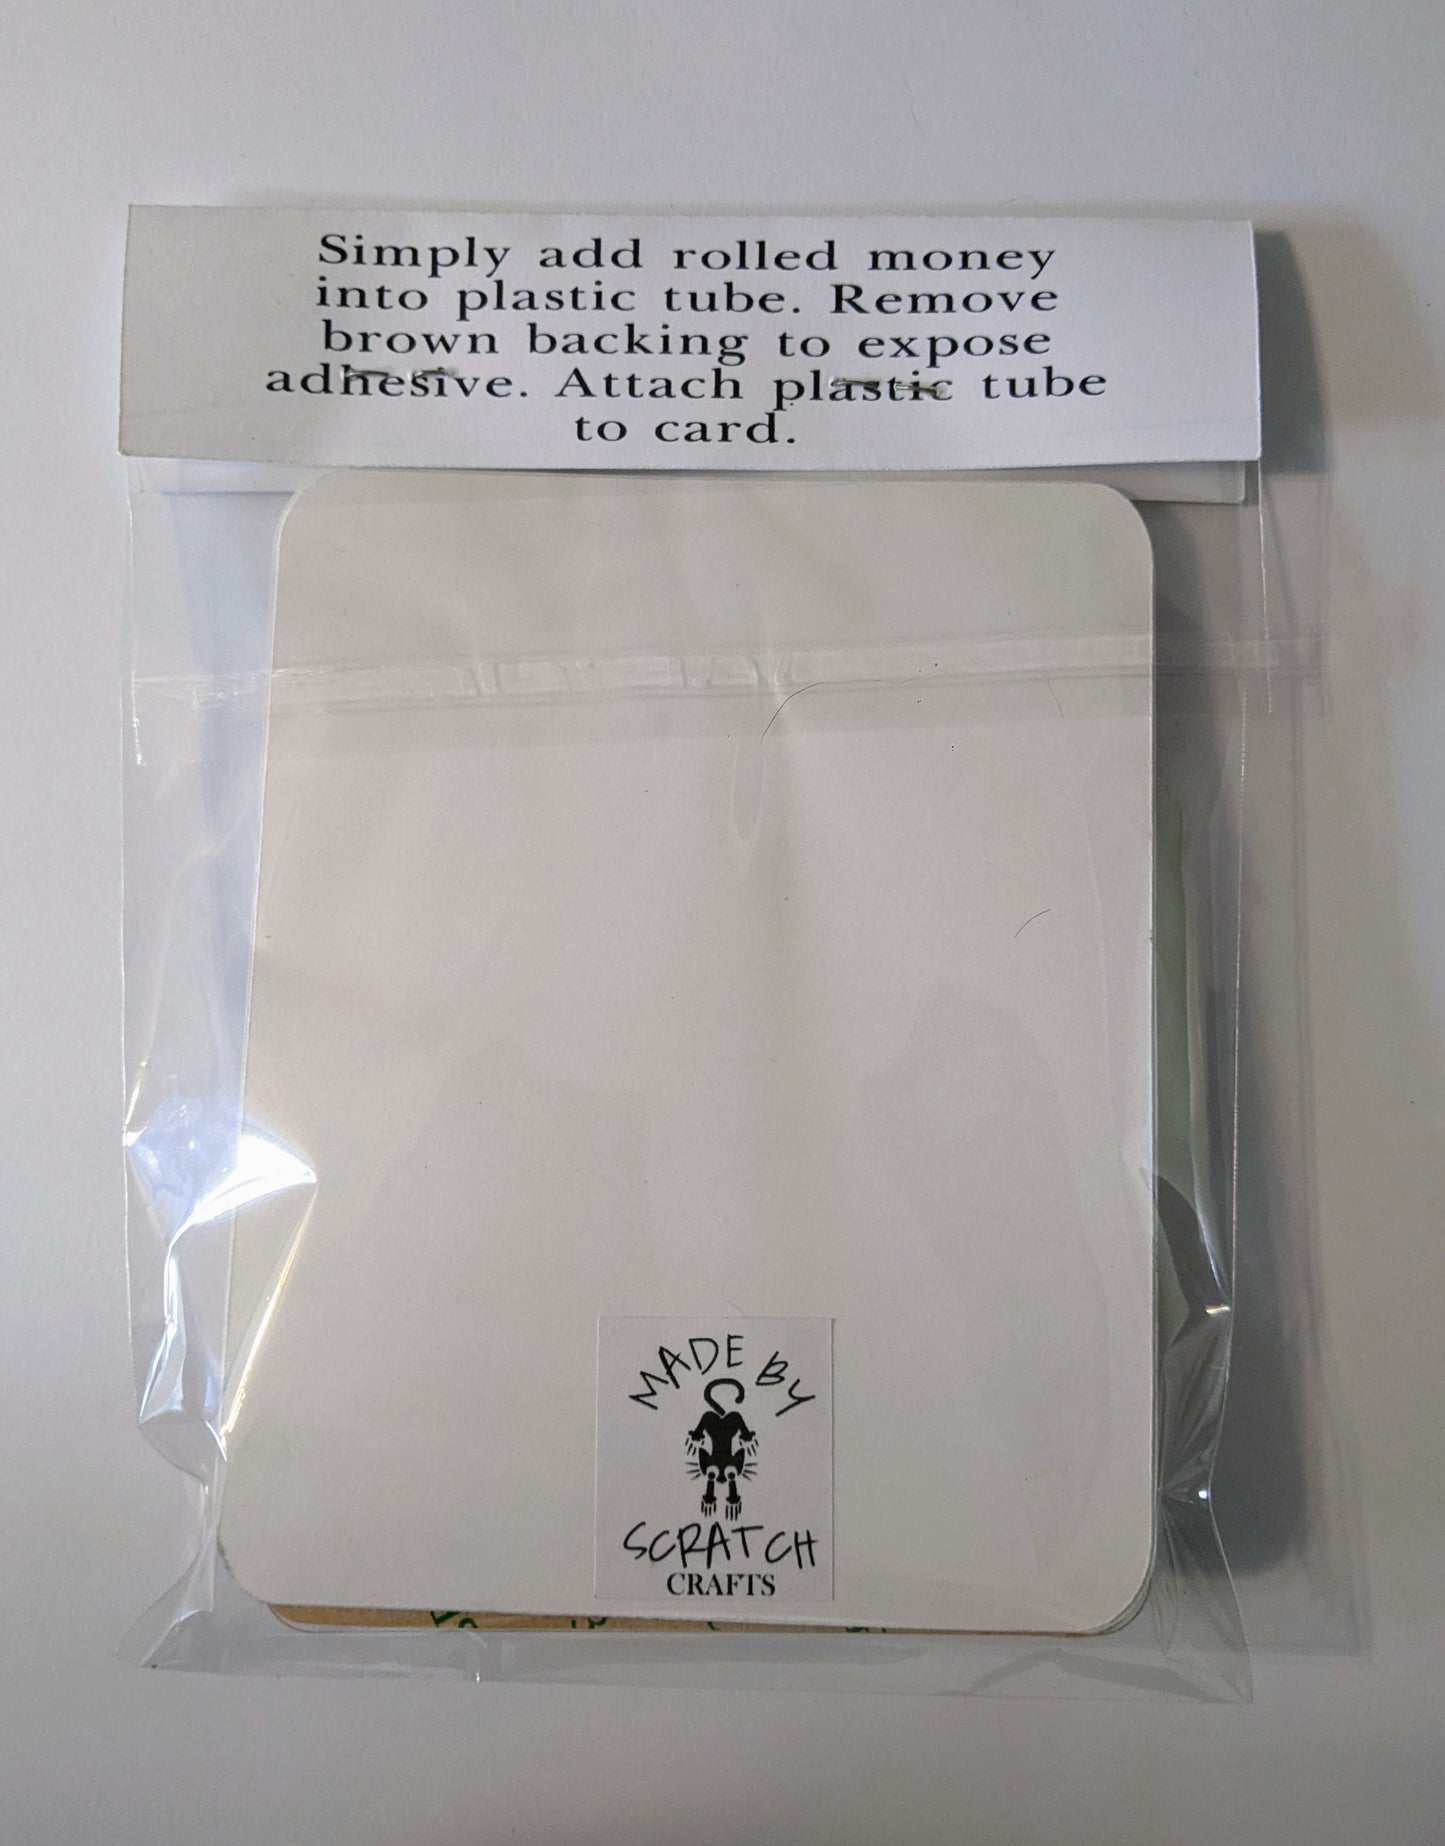 Simply add rolled money
into plastic tube. Remove
brown backing to expose
adhesive. Attach plastic tube
to card.
MADE BY
SCRATCH
CRAFTS